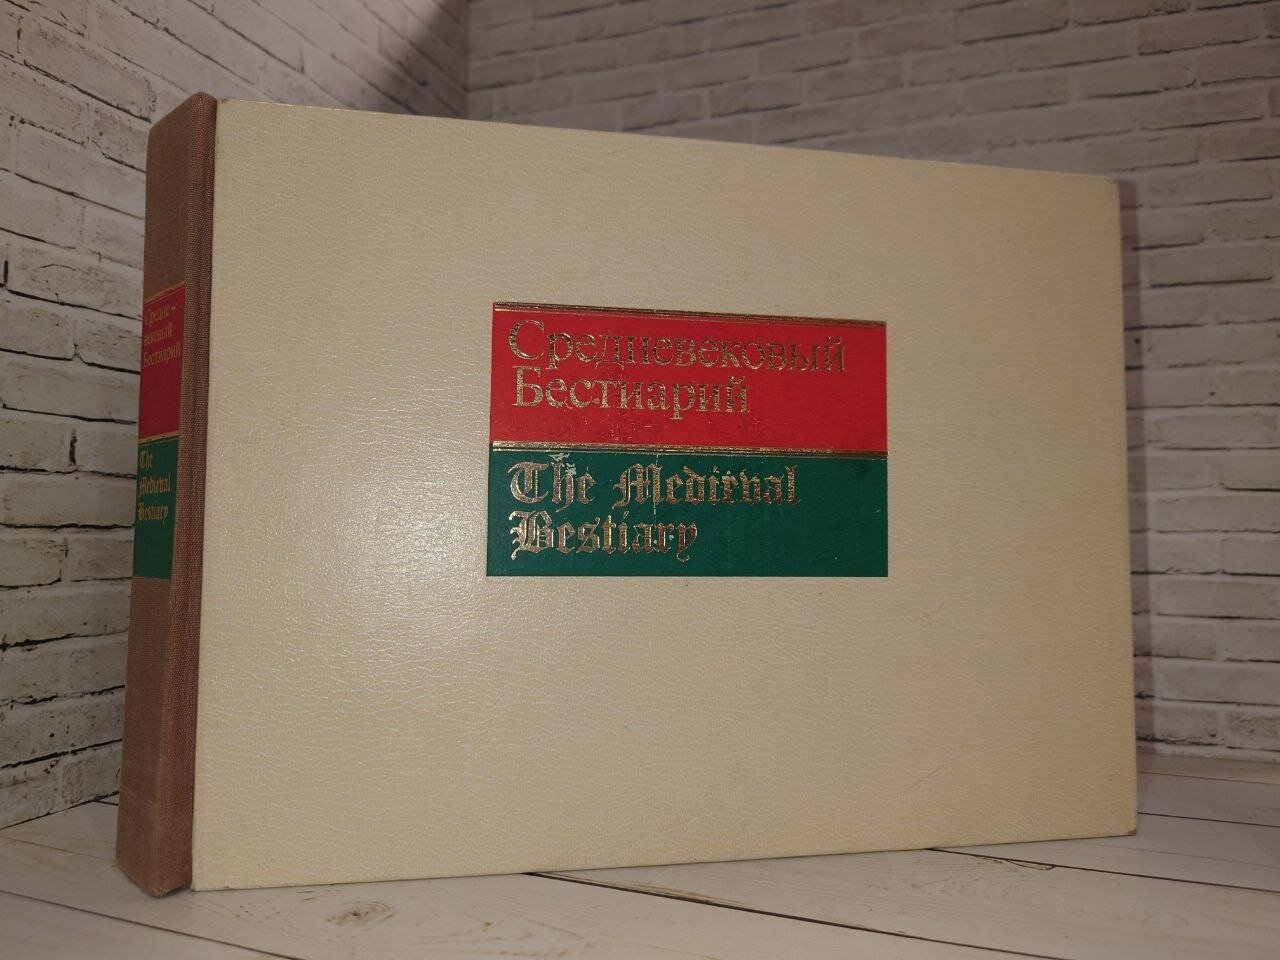 Средневековый
Бестиарий
The Medieval
Bestiary
Средне-
вековый
Бестиарий
The
Medieval
Bestiary